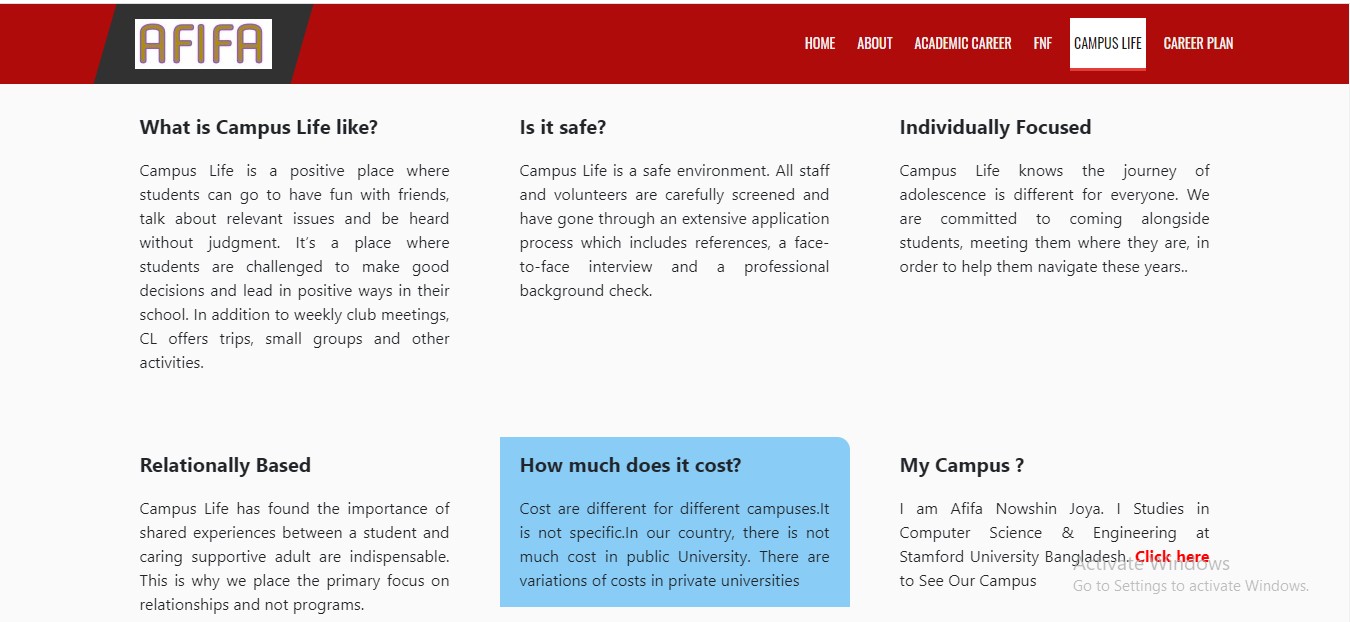 AFIFA
HOME ABOUT ACADEMIC CAREER FNF CAMPUS LIFE CAREER PLAN
What is Campus Life like?
Campus Life is a positive place where
students can go to have fun with friends,
talk about relevant issues and be heard
without judgment. It's a place where
students are challenged to make good
decisions and lead in positive ways in their
school. In addition to weekly club meetings,
CL offers trips, small groups and other
activities.
Is it safe?
Campus Life is a safe environment. All staff
and volunteers are carefully screened and
have gone through an extensive application
process which includes references, a face-
to-face interview and a professional
background check.
Individually Focused
Campus Life knows the journey of
adolescence is different for everyone. We
are committed to coming alongside
students, meeting them where they are, in
order to help them navigate these years..
Relationally Based
Campus Life has found the importance of
shared experiences between a student and
caring supportive adult are indispensable.
This is why we place the primary focus on
relationships and not programs.
How much does it cost?
Cost are different for different campuses.It
is not specific.In our country, there is not
much cost in public University. There are
variations of costs in private universities
My Campus ?
I am Afifa Nowshin Joya. I Studies in
Computer Science & Engineering at
Stamford University Bangladesh. Click here
to See Our Campus
Activate Windows
Go to Settings to activate Windows.